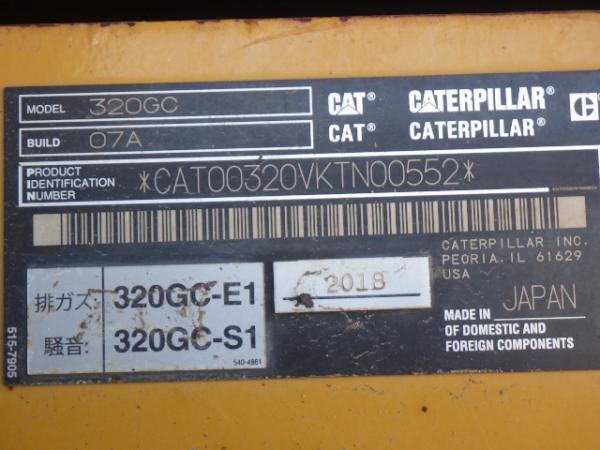 MODEL 320GC
CAT® CATERPILLAR®
BUILD 07A
CAT® CATERPILLAR®
PRODUCT
IDENTIFICATION
NUMBER
*CAT00320VKTN00552*
CATERPILLAR INC.
PEORIA. IL 61629
USA
排ガス: 320GC-E1
騒音: 320GC-S1
540-4861
2018
MADE IN JAPAN
OF DOMESTIC AND
FOREIGN COMPONENTS
515-7905